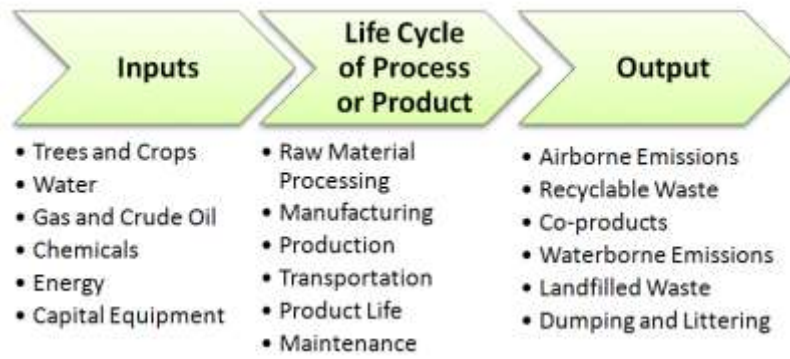 Inputs
• Trees and Crops
• Water
• Gas and Crude Oil
• Chemicals
• Energy
• Capital Equipment
Life Cycle
of Process
or Product
• Raw Material
Processing
• Manufacturing
• Production
• Transportation
• Product Life
• Maintenance
Output
• Airborne Emissions
• Recyclable Waste
• Co-products
• Waterborne Emissions
• Landfilled Waste
• Dumping and Littering